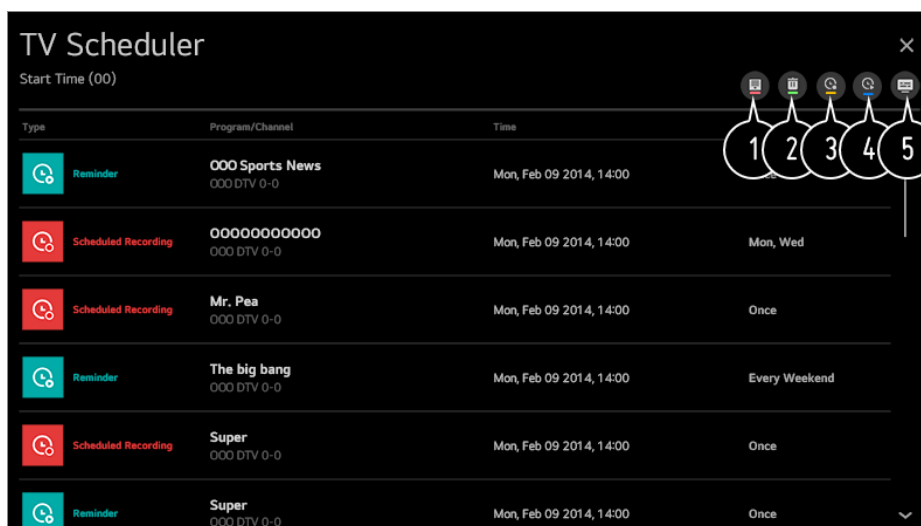 TV Scheduler
Start Time (00)
1 2 3 4 5
Type Program/Channel Time
Reminder OOO Sports News Mon, Feb 09 2014, 14:00
OOO DTV 0-0
Scheduled Recording OOOOOOOOOOO Mon, Feb 09 2014, 14:00 Mon, Wed
OOO DTV 0-0
Scheduled Recording Mr. Pea Mon, Feb 09 2014, 14:00 Once
OOO DTV 0-0
Reminder The big bang Mon, Feb 09 2014, 14:00 Every Weekend
OOO DTV 0-0
Scheduled Recording Super Mon, Feb 09 2014, 14:00 Once
OOO DTV 0-0
Reminder Super Mon, Feb 09 2014, 14:00 Once
OOO DTV 0-0